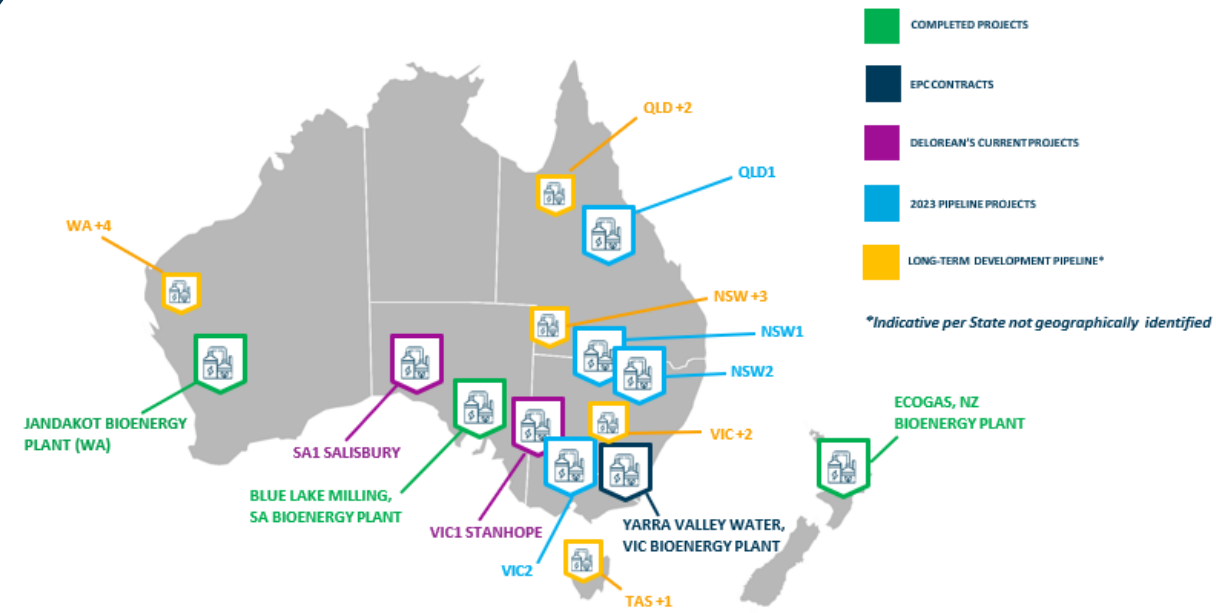 COMPLETED PROJECTS
EPC CONTRACTS
DELOREAN'S CURRENT PROJECTS
2023 PIPELINE PROJECTS
LONG-TERM DEVELOPMENT PIPELINE*
*Indicative per State not geographically identified
QLD +2
QLD1
WA +4
NSW +3
NSW1
NSW2
JANDAKOT BIOENERGY
PLANT (WA)
SA1 SALISBURY
BLUE LAKE MILLING,
SA BIOENERGY PLANT
VIC1 STANHOPE
VIC2
VIC +2
YARRA VALLEY WATER,
VIC BIOENERGY PLANT
TAS +1
ECOGAS, NZ
BIOENERGY PLANT